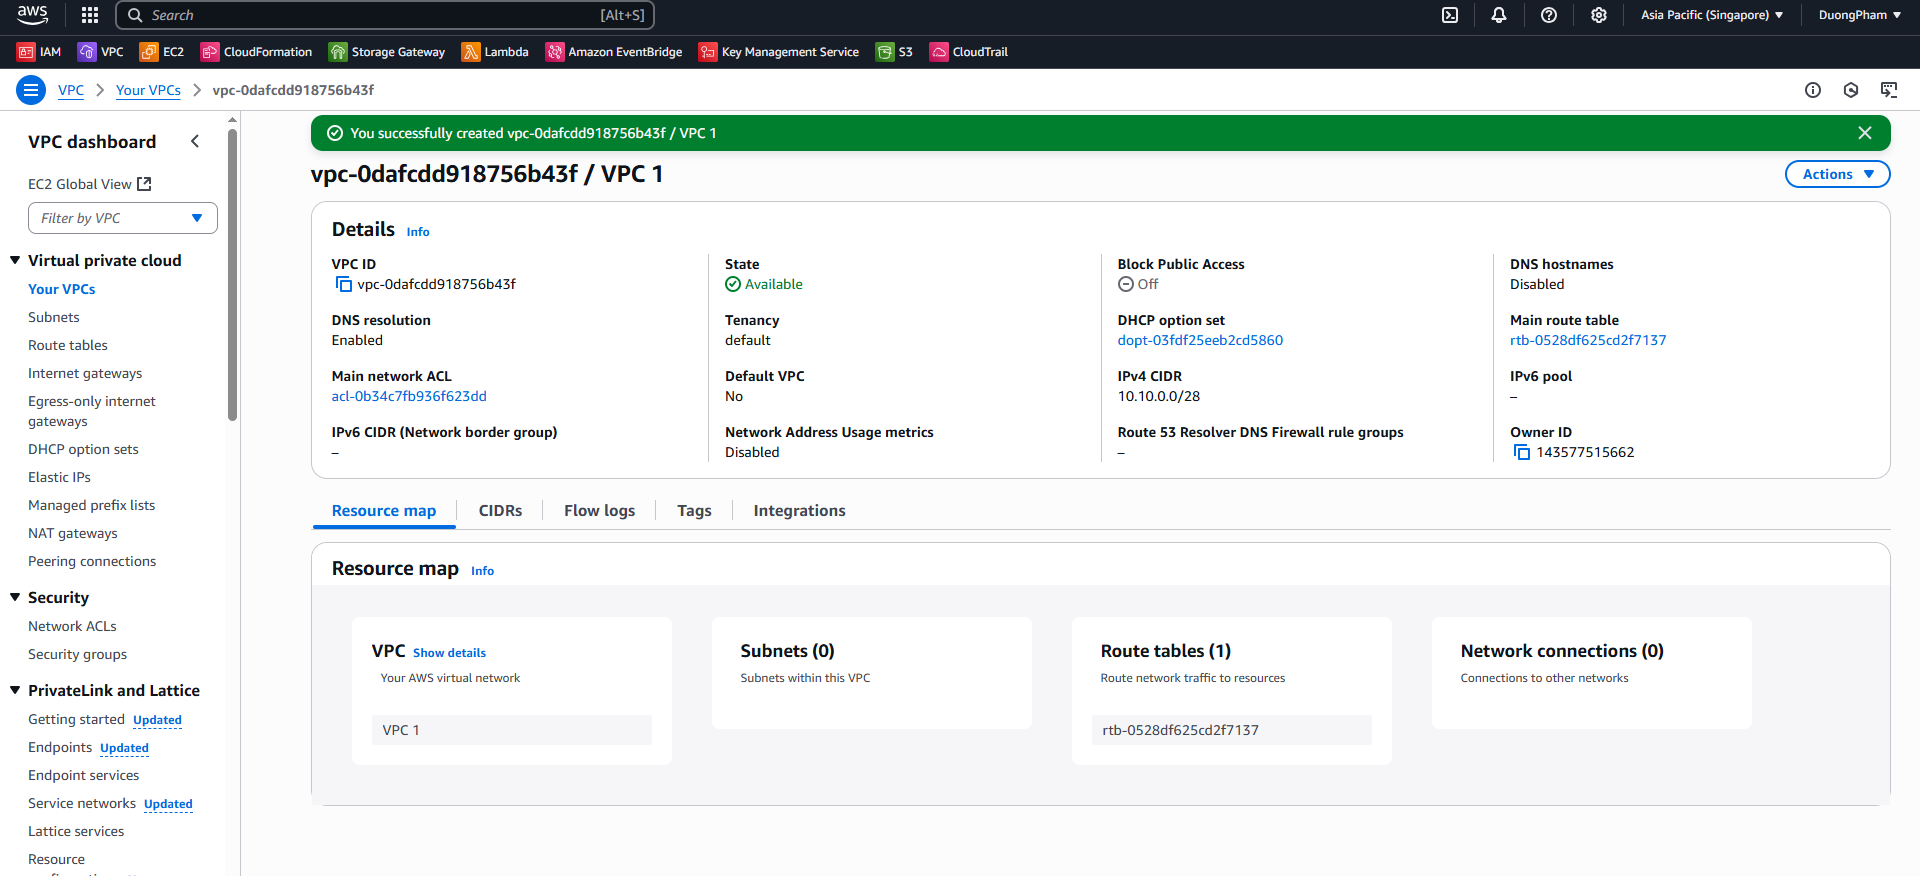 aws
Search [Alt+S]
Asia Pacific (Singapore)
DuongPham
IAM
VPC
EC2
CloudFormation
Storage Gateway
Lambda
Amazon EventBridge
Key Management Service
S3
CloudTrail
VPC
Your VPCs
vpc-0dafcdd918756b43f
VPC dashboard
EC2 Global View
Filter by VPC
Virtual private cloud
Your VPCs
Subnets
Route tables
Internet gateways
Egress-only internet
gateways
DHCP option sets
Elastic IPs
Managed prefix lists
NAT gateways
Peering connections
Security
Network ACLs
Security groups
PrivateLink and Lattice
Getting started Updated
Endpoints Updated
Endpoint services
Service networks Updated
Lattice services
Resource
You successfully created vpc-0dafcdd918756b43f / VPC 1
vpc-0dafcdd918756b43f / VPC 1
Actions
Details Info
VPC ID
vpc-0dafcdd918756b43f
State
Available
Block Public Access
Off
DNS hostnames
Disabled
DNS resolution
Enabled
Tenancy
default
DHCP option set
dopt-03fdf25eeb2cd5860
Main route table
rtb-0528df625cd2f7137
Main network ACL
acl-0b34c7fb936f623dd
Default VPC
No
IPv4 CIDR
10.10.0.0/28
IPv6 pool
–
IPv6 CIDR (Network border group)
–
Network Address Usage metrics
Disabled
Route 53 Resolver DNS Firewall rule groups
–
Owner ID
143577515662
Resource map
CIDRs
Flow logs
Tags
Integrations
Resource map Info
VPC Show details
Your AWS virtual network
VPC 1
Subnets (0)
Subnets within this VPC
Route tables (1)
Route network traffic to resources
rtb-0528df625cd2f7137
Network connections (0)
Connections to other networks